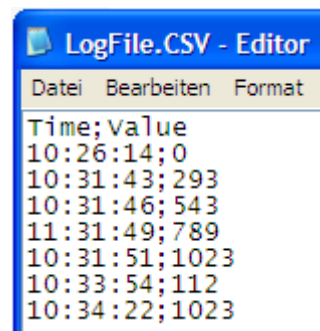 LogFile.CSV - Editor
Datei Bearbeiten Format
Time;Value
10:26:14;0
10:31:43;293
10:31:46;543
11:31:49;789
10:31:51;1023
10:33:54;112
10:34:22;1023